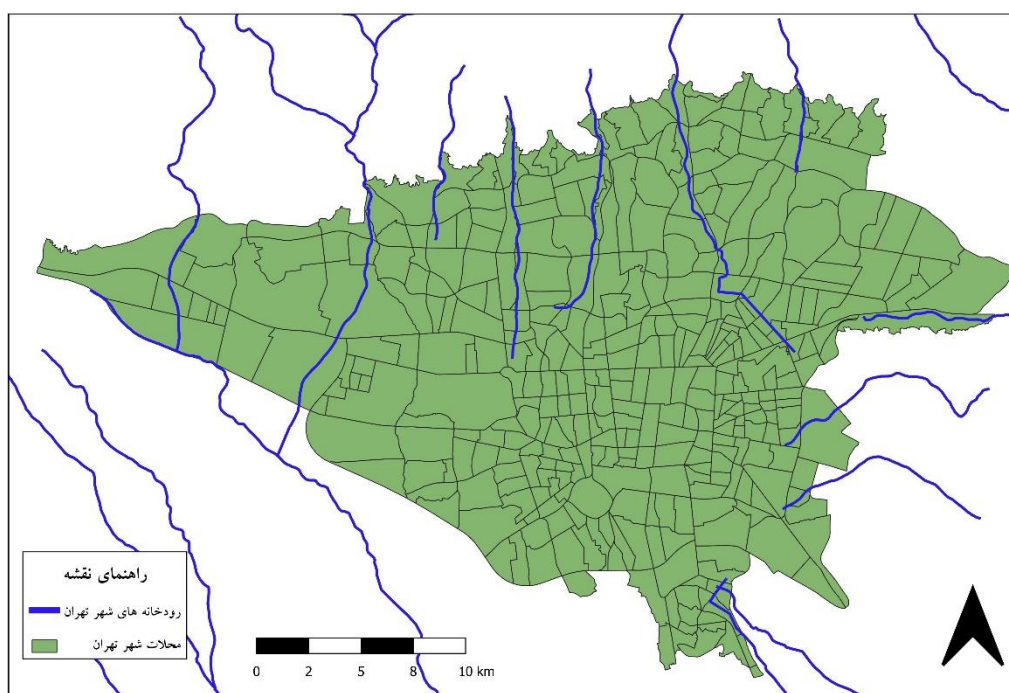 راهنمای نقشه
رودخانه های شهر تهران
محلات شهر تهران
0 2 5 8 10 km